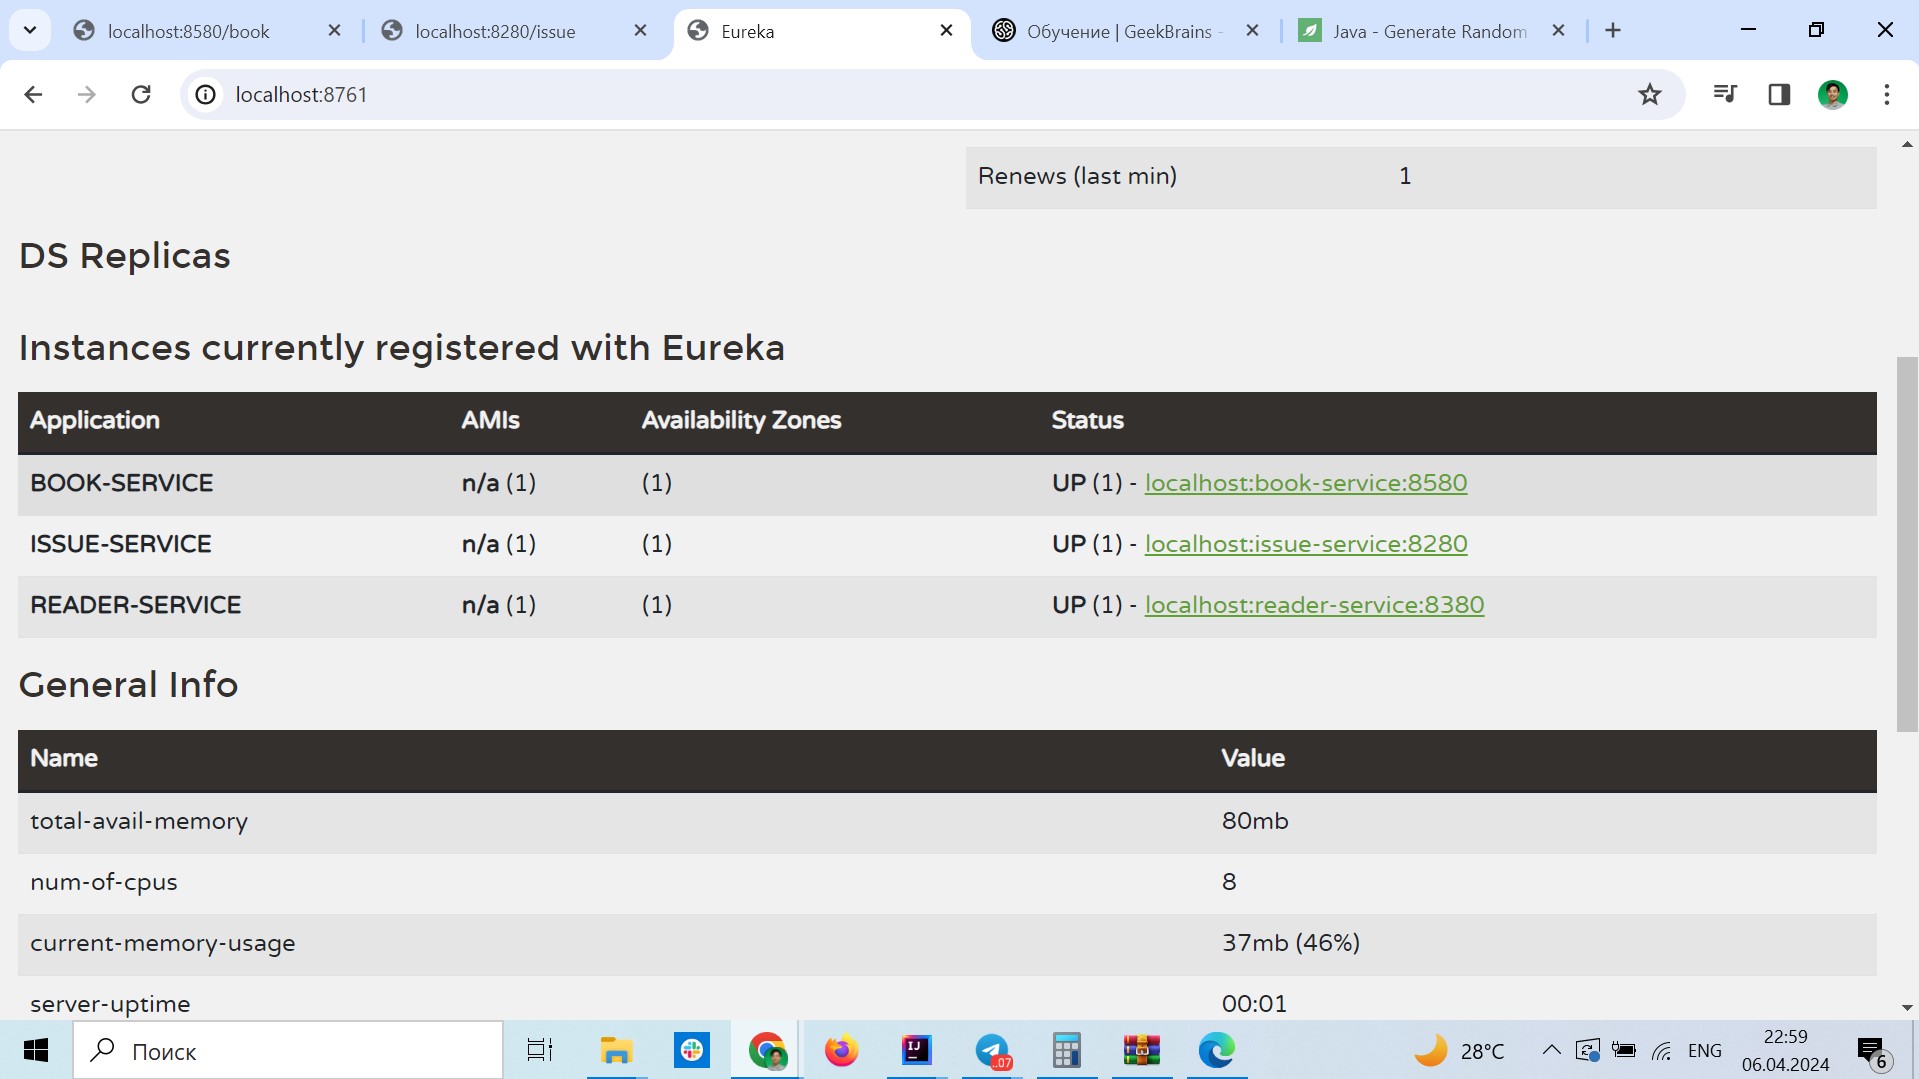 localhost:8580/book
localhost:8280/issue
Eureka
Обучение | GeekBrains -
Java - Generate Random
localhost:8761
Renews (last min) 1
DS Replicas
Instances currently registered with Eureka
Application AMIs Availability Zones Status
BOOK-SERVICE n/a (1) (1) UP (1) - localhost:book-service:8580
ISSUE-SERVICE n/a (1) (1) UP (1) - localhost:issue-service:8280
READER-SERVICE n/a (1) (1) UP (1) - localhost:reader-service:8380
General Info
Name Value
total-avail-memory 80mb
num-of-cpus 8
current-memory-usage 37mb (46%)
server-uptime 00:01
Поиск
IJ
..07
28°C
ENG
22:59
06.04.2024
6